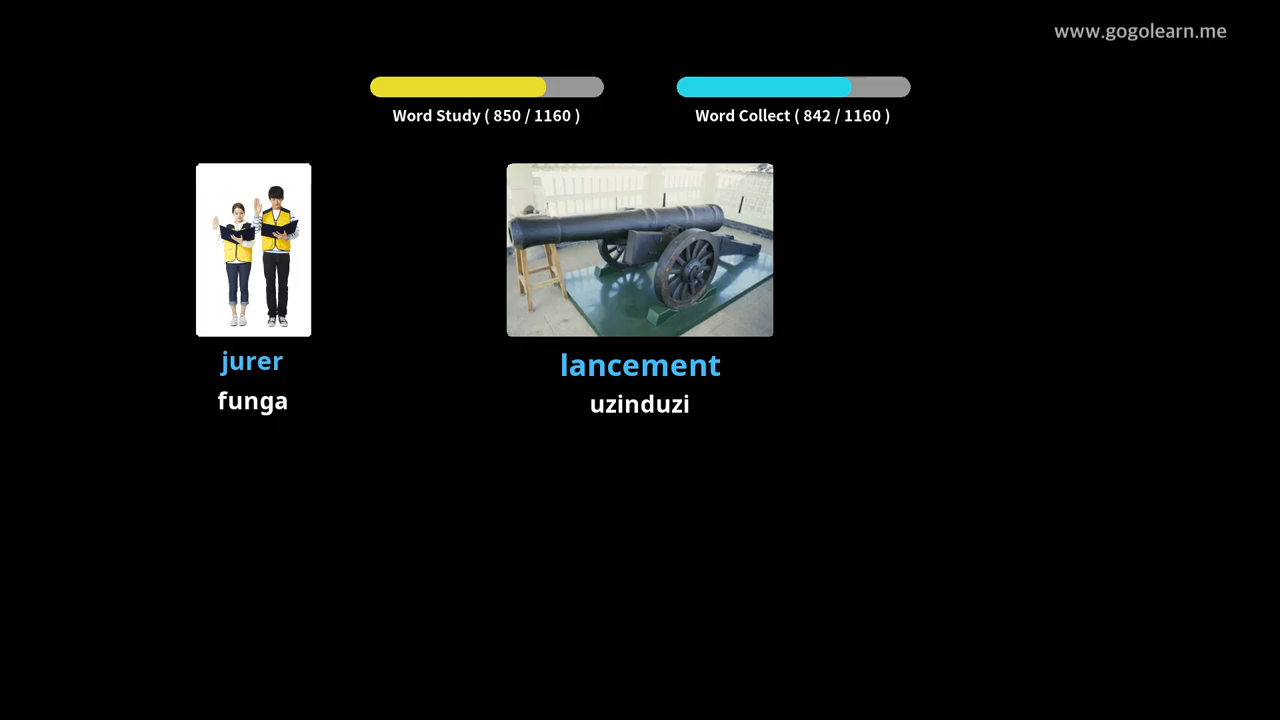 www.gogolearn.me
Word Study ( 850 / 1160 )
Word Collect ( 842 / 1160 )
jurer
funga
lancement
uzinduzi